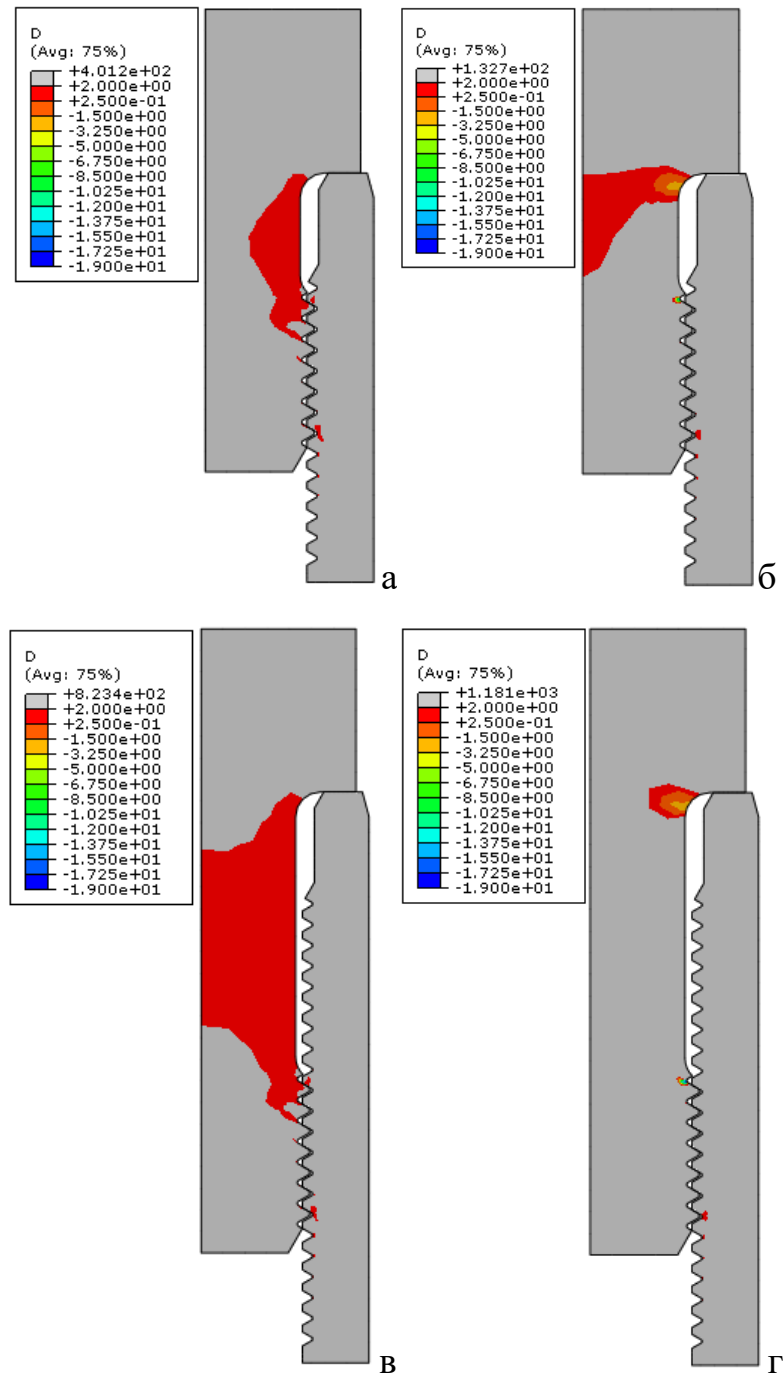 D
(Avg: 75%)
+4.012e+02
+2.000e+00
+2.500e-01
-1.500e+00
-3.250e+00
-5.000e+00
-6.750e+00
-8.500e+00
-1.025e+01
-1.200e+01
-1.375e+01
-1.550e+01
-1.725e+01
-1.900e+01
а
D
(Avg: 75%)
+1.327e+02
+2.000e+00
+2.500e-01
-1.500e+00
-3.250e+00
-5.000e+00
-6.750e+00
-8.500e+00
-1.025e+01
-1.200e+01
-1.375e+01
-1.550e+01
-1.725e+01
-1.900e+01
б
D
(Avg: 75%)
+8.234e+02
+2.000e+00
+2.500e-01
-1.500e+00
-3.250e+00
-5.000e+00
-6.750e+00
-8.500e+00
-1.025e+01
-1.200e+01
-1.375e+01
-1.550e+01
-1.725e+01
-1.900e+01
в
D
(Avg: 75%)
+1.181e+03
+2.000e+00
+2.500e-01
-1.500e+00
-3.250e+00
-5.000e+00
-6.750e+00
-8.500e+00
-1.025e+01
-1.200e+01
-1.375e+01
-1.550e+01
-1.725e+01
-1.900e+01
г